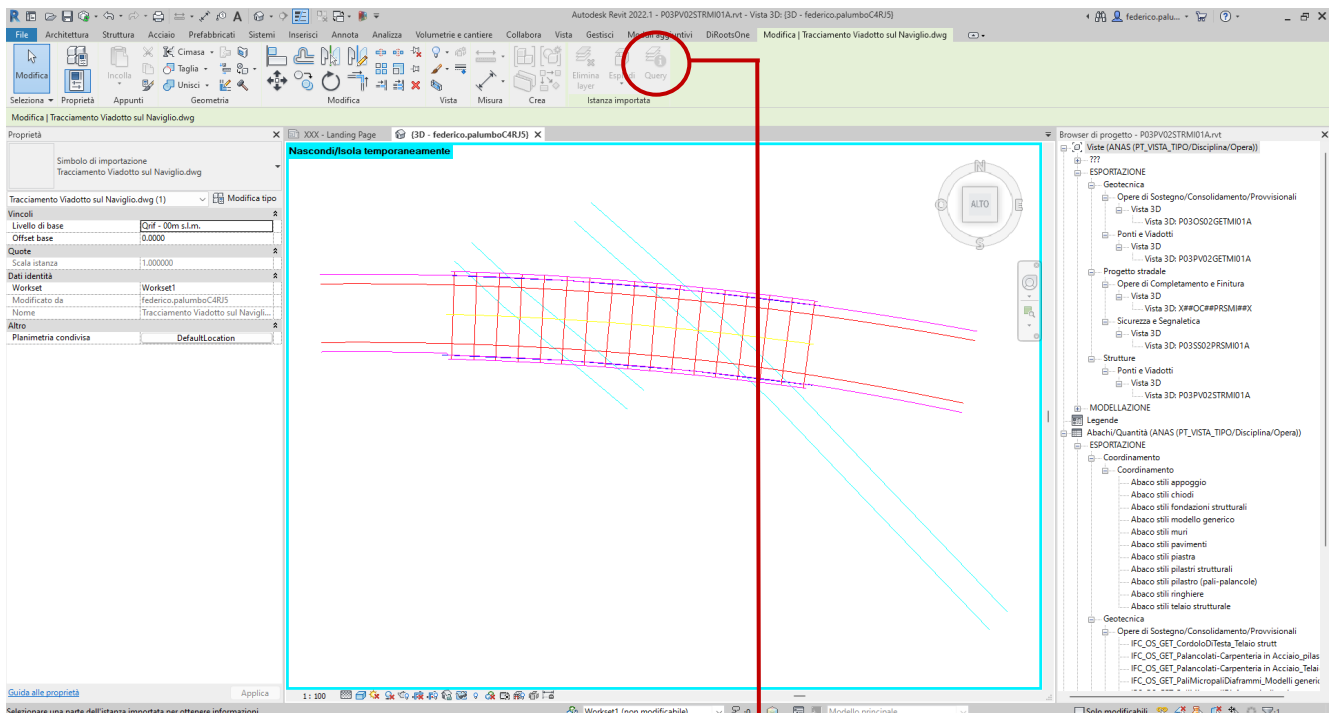 Autodesk Revit 2022.1 - P03PV02STRMI01A.rvt - Vista 3D: {3D - federico.palumboC4RJ5}
federico.palu...
File Architettura Struttura Acciaio Prefabbricati Sistemi Inserisci Annota Analizza Volumetrie e cantiere Collabora Vista Gestisci Moduli aggiuntivi DiRootsOne Modifica | Tracciamento Viadotto sul Naviglio.dwg
Modifica
Incolla
Cimasa
Taglia
Unisci
Elimina layer
Esplodi
Query
Seleziona Proprietà Appunti Geometria Modifica Vista Misura Crea Istanza importata
Modifica | Tracciamento Viadotto sul Naviglio.dwg
Proprietà
Simbolo di importazione
Tracciamento Viadotto sul Naviglio.dwg
Tracciamento Viadotto sul Naviglio.dwg (1) Modifica tipo
Vincoli
Livello di base Qrif - 00m s.l.m.
Offset base 0.0000
Quote
Scala istanza 1.000000
Dati identità
Workset Workset1
Modificato da federico.palumboC4RJ5
Nome Tracciamento Viadotto sul Navigli...
Altro
Planimetria condivisa DefaultLocation
Guida alle proprietà Applica
XXX - Landing Page {3D - federico.palumboC4RJ5}
Nascondi/Isola temporaneamente
N
ALTO
O
E
S
1 : 100
Browser di progetto - P03PV02STRMI01A.rvt
Viste (ANAS (PT_VISTA_TIPO/Disciplina/Opera))
???
ESPORTAZIONE
Geotecnica
Opere di Sostegno/Consolidamento/Provvisionali
Vista 3D
Vista 3D: P03OS02GETMI01A
Ponti e Viadotti
Vista 3D
Vista 3D: P03PV02GETMI01A
Progetto stradale
Opere di Completamento e Finitura
Vista 3D
Vista 3D: X##OC##PRSMI##X
Sicurezza e Segnaletica
Vista 3D
Vista 3D: P03SS02PRSMI01A
Strutture
Ponti e Viadotti
Vista 3D
Vista 3D: P03PV02STRMI01A
MODELLAZIONE
Legende
Abachi/Quantità (ANAS (PT_VISTA_TIPO/Disciplina/Opera))
ESPORTAZIONE
Coordinamento
Coordinamento
Abaco stili appoggio
Abaco stili chiodi
Abaco stili fondazioni strutturali
Abaco stili modello generico
Abaco stili muri
Abaco stili pavimenti
Abaco stili piastra
Abaco stili pilastri strutturali
Abaco stili pilastro (pali-palancole)
Abaco stili ringhiere
Abaco stili telaio strutturale
Geotecnica
Opere di Sostegno/Consolidamento/Provvisionali
IFC_OS_GET_CordoloDiTesta_Telaio strutt
IFC_OS_GET_Palancolati-Carpenteria in Acciaio_pilas
IFC_OS_GET_Palancolati-Carpenteria in Acciaio_Telai
IFC_OS_GET_PaliMicropaliDiaframmi_Modelli generic
Selezionare una parte dell'istanza importata per ottenere informazioni
Workset1 (non modificabile)
Modello principale
Solo modificabili